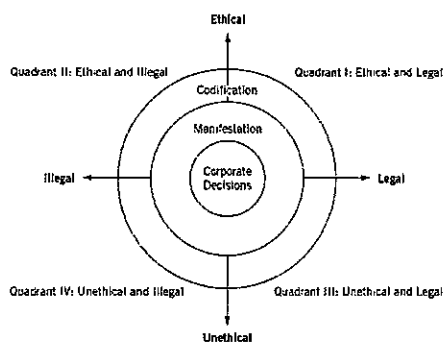 Ethical
Quadrant II: Ethical and Illegal
Quadrant I: Ethical and Legal
Codification
Manifestation
Corporate
Decisions
Illegal
Legal
Quadrant IV: Unethical and Illegal
Quadrant III: Unethical and Legal
Unethical